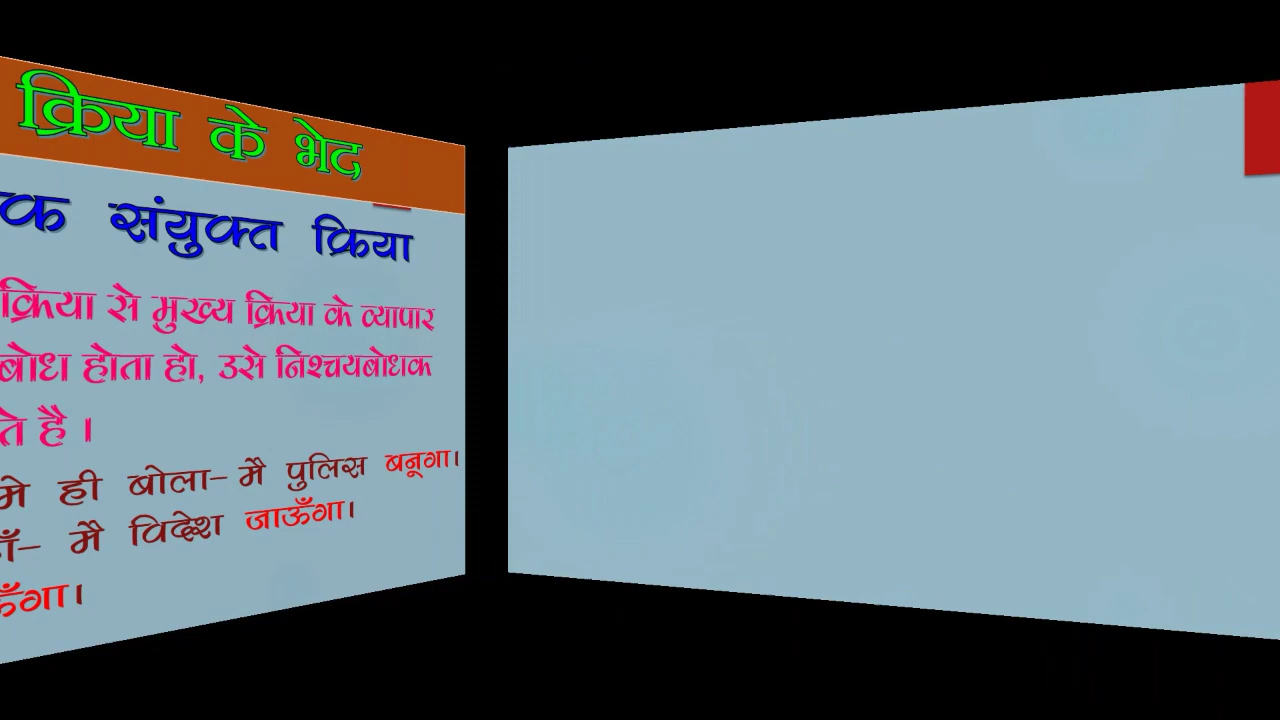 क्रिया के भेद
संयुक्त क्रिया
क्रिया से मुख्य क्रिया के व्यापार
बोध होता हो, उसे निश्चयबोधक
है ।
ही बोला- मै पुलिस बनूगा।
मै विदेश जाऊँगा।